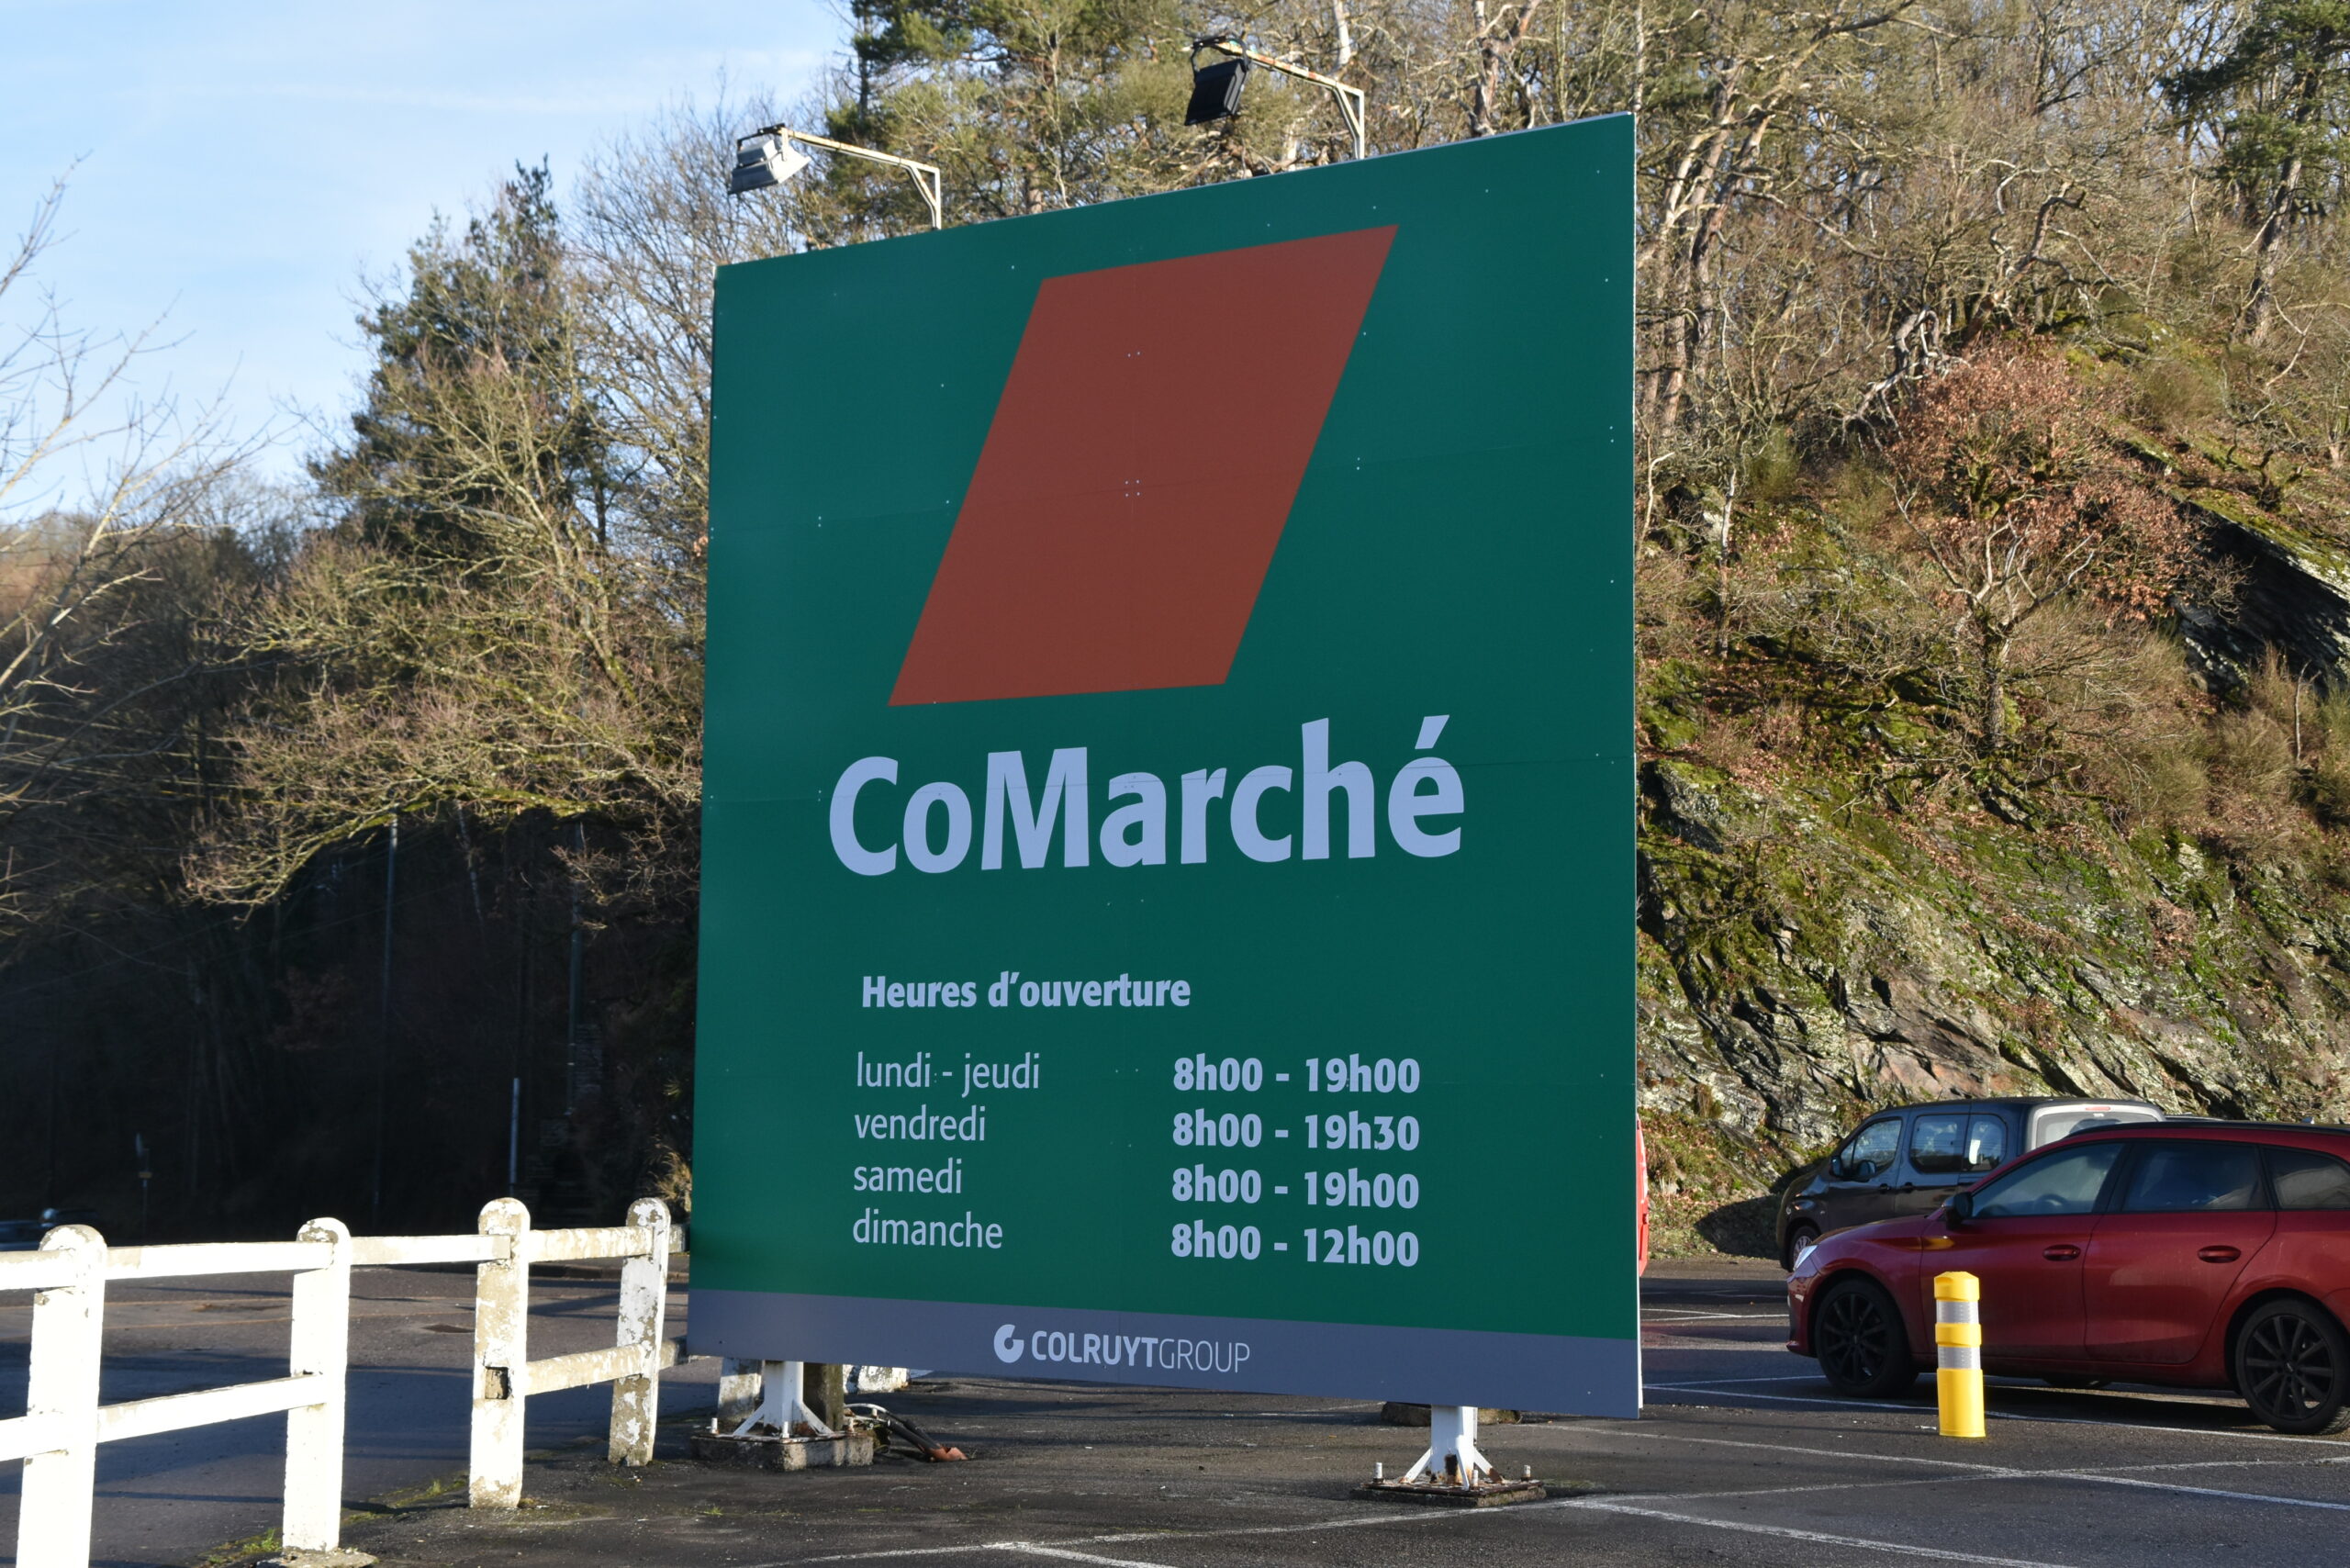 CoMarché
Heures d'ouverture
lundi - jeudi 8h00 - 19h00
vendredi 8h00 - 19h30
samedi 8h00 - 19h00
dimanche 8h00 - 12h00
COLRUYTGROUP